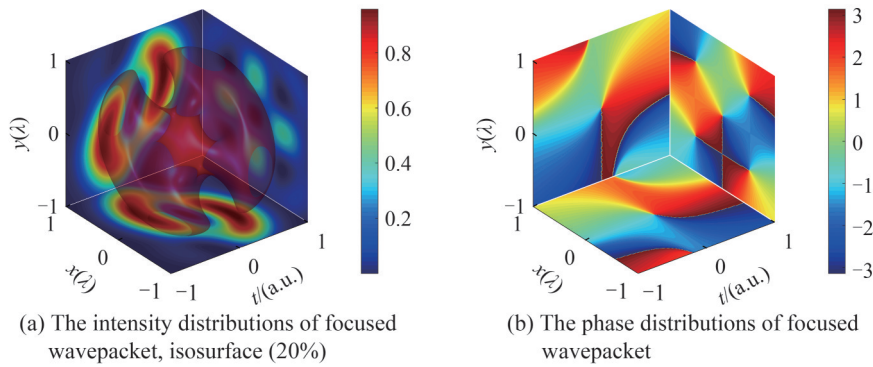 1
0
−1
y(λ)
1
0
−1
x(λ)
−1
0
1
t/(a.u.)
0.8
0.6
0.4
0.2
(a) The intensity distributions of focused
wavepacket, isosurface (20%)
1
0
−1
y(λ)
1
0
−1
x(λ)
−1
0
1
t/(a.u.)
3
2
1
0
−1
−2
−3
(b) The phase distributions of focused
wavepacket